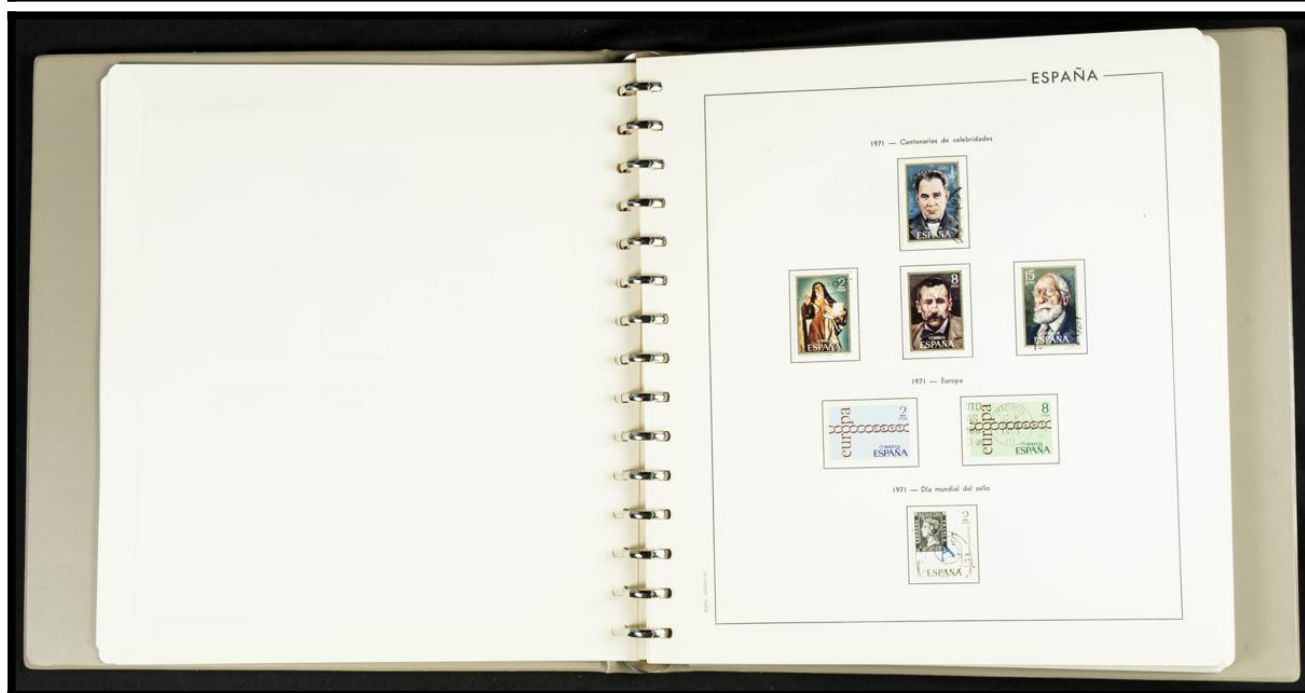 ESPAÑA
1971 — Centenarios de celebridades
1
ESPAÑA
2
ESPAÑA
8
ESPAÑA
15
ESPAÑA
1971 — Europa
europa
2
CORREOS
ESPAÑA
europa
8
CORREOS
ESPAÑA
1971 — Día mundial del sello
2
ESPAÑA